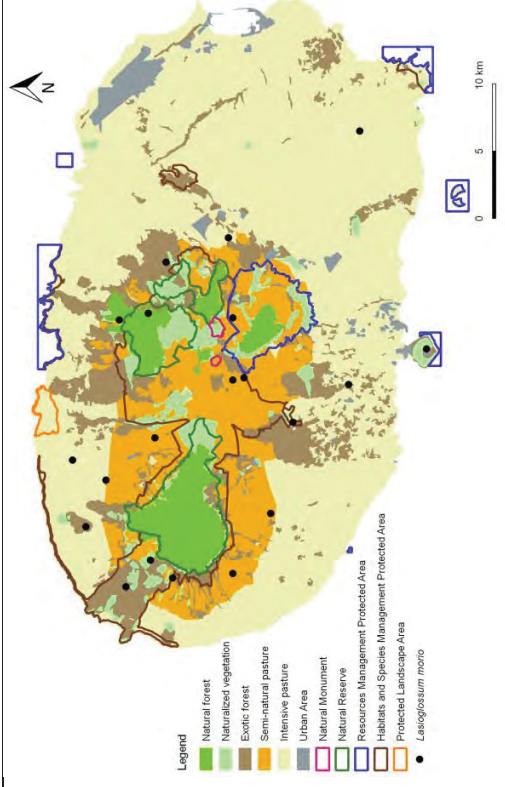 N
0 5 10 km
Legend
Natural forest
Naturalized vegetation
Exotic forest
Semi-natural pasture
Intensive pasture
Urban Area
Natural Monument
Natural Reserve
Resources Management Protected Area
Habitats and Species Management Protected Area
Protected Landscape Area
Lasioglossum morio